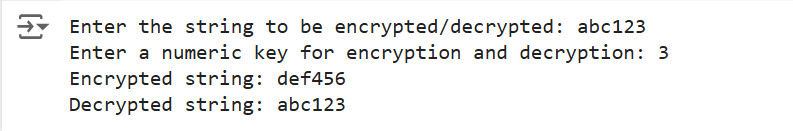 Enter the string to be encrypted/decrypted: abc123
Enter a numeric key for encryption and decryption: 3
Encrypted string: def456
Decrypted string: abc123